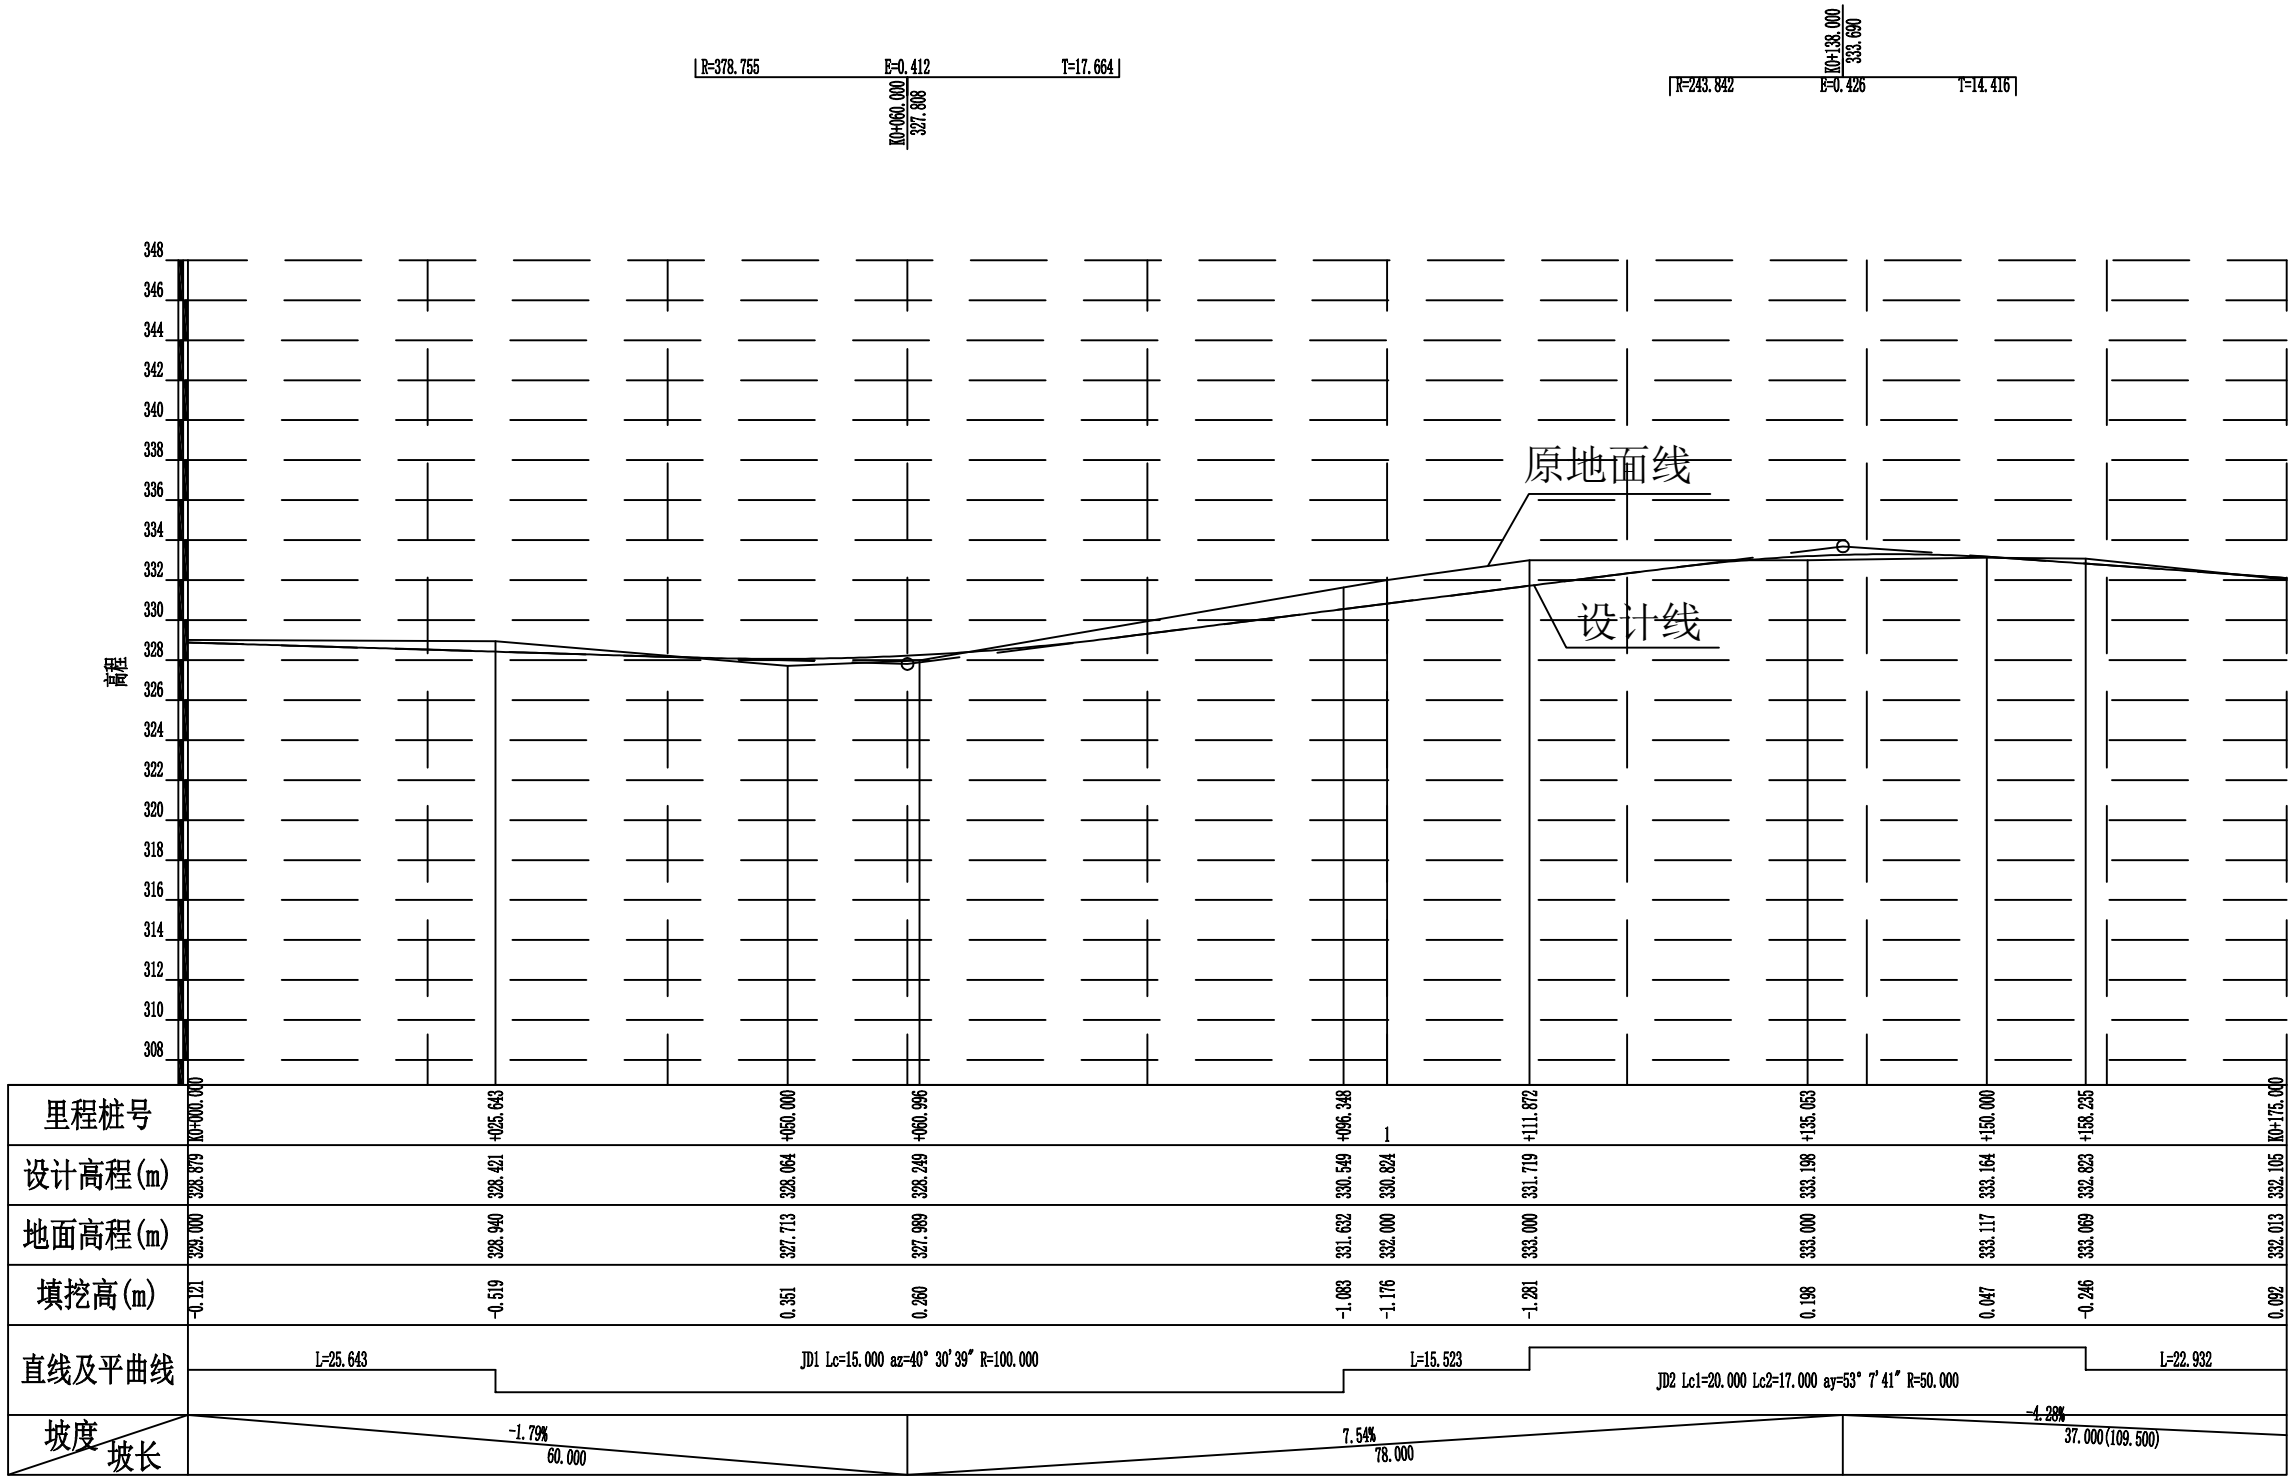 K0+138.000
333.690
R=378.755 E=0.412 T=17.664
R=243.842 E=0.426 T=14.416
K0+060.000
327.808
348
346
344
342
340
338
原地面线
336
334
332
330
设计线
328
高程
326
324
322
320
318
316
314
312
310
308
里程桩号 K0+000.000 +025.643 +050.000 +060.996 +096.348 1 +111.872 +135.053 +150.000 +158.235 K0+175.000
设计高程(m) 328.879 328.421 328.064 328.249 330.549 330.824 331.719 333.198 333.164 332.823 332.105
地面高程(m) 329.000 328.940 327.713 327.989 331.632 332.000 333.000 333.000 333.117 333.069 332.013
填挖高(m) -0.121 -0.519 0.351 0.260 -1.083 -1.176 -1.281 0.198 0.047 -0.246 0.092
直线及平曲线 L=25.643 JD1 Lc=15.000 az=40° 30'39" R=100.000 L=15.523 JD2 Lc1=20.000 Lc2=17.000 ay=53° 7'41" R=50.000 L=22.932
坡度 -1.79% 7.54% -4.28%
坡长 60.000 78.000 37.000(109.500)